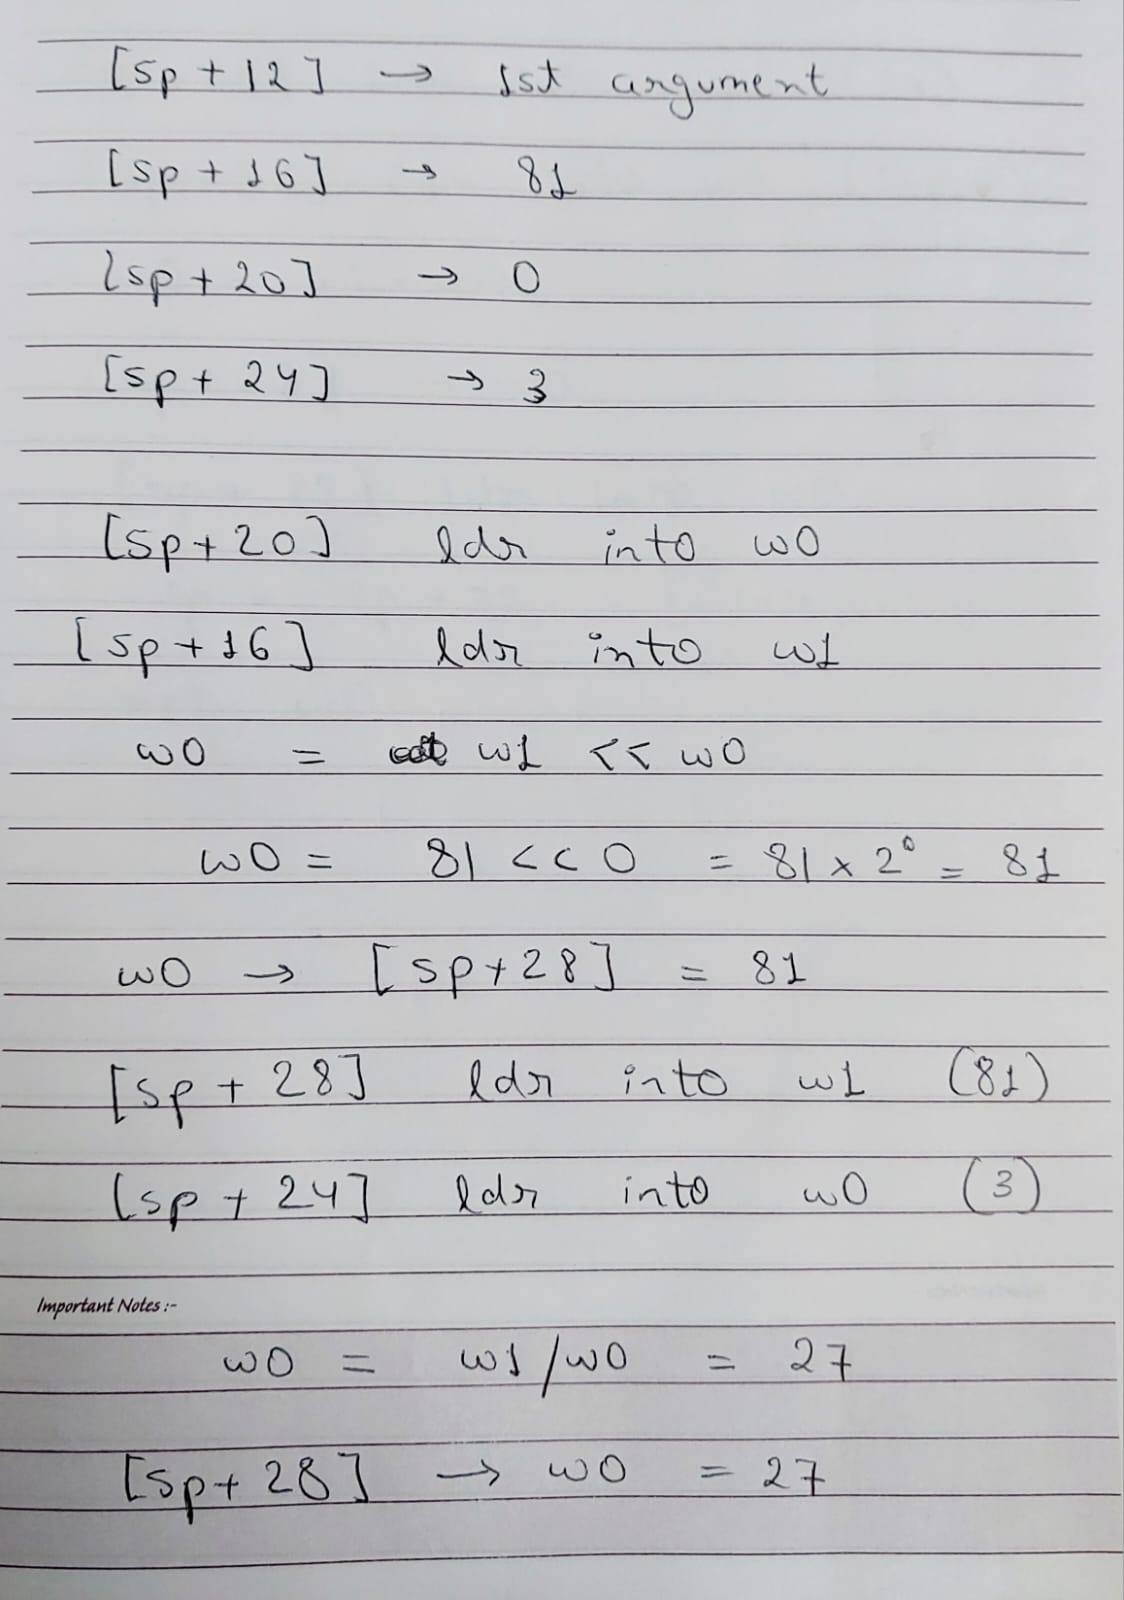 [sp + 12] → 1st argument
[sp + 16] → 81
[sp + 20] → 0
[sp + 24] → 3
[sp + 20] ldr into w0
[sp + 16] ldr into w1
w0 = w1 << w0
w0 = 81 << 0 = 81 x 2⁰ = 81
w0 → [sp + 28] = 81
[sp + 28] ldr into w1 (81)
[sp + 24] ldr into w0 (3)
Important Notes :-
w0 = w1/w0 = 27
[sp + 28] → w0 = 27